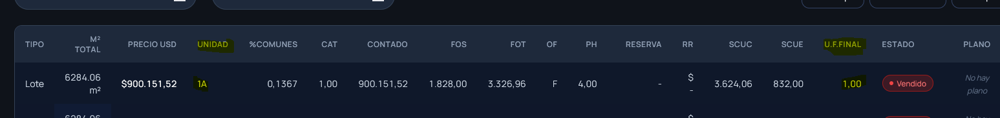 TIPO M² TOTAL PRECIO USD UNIDAD %COMUNES CAT CONTADO FOS FOT OF PH RESERVA RR SCUC SCUE U.F.FINAL ESTADO PLANO
Lote 6284.06 m² $900.151,52 1A 0,1367 1,00 900.151,52 1.828,00 3.326,96 F 4,00 - $ - 3.624,06 832,00 1,00 Vendido No hay plano